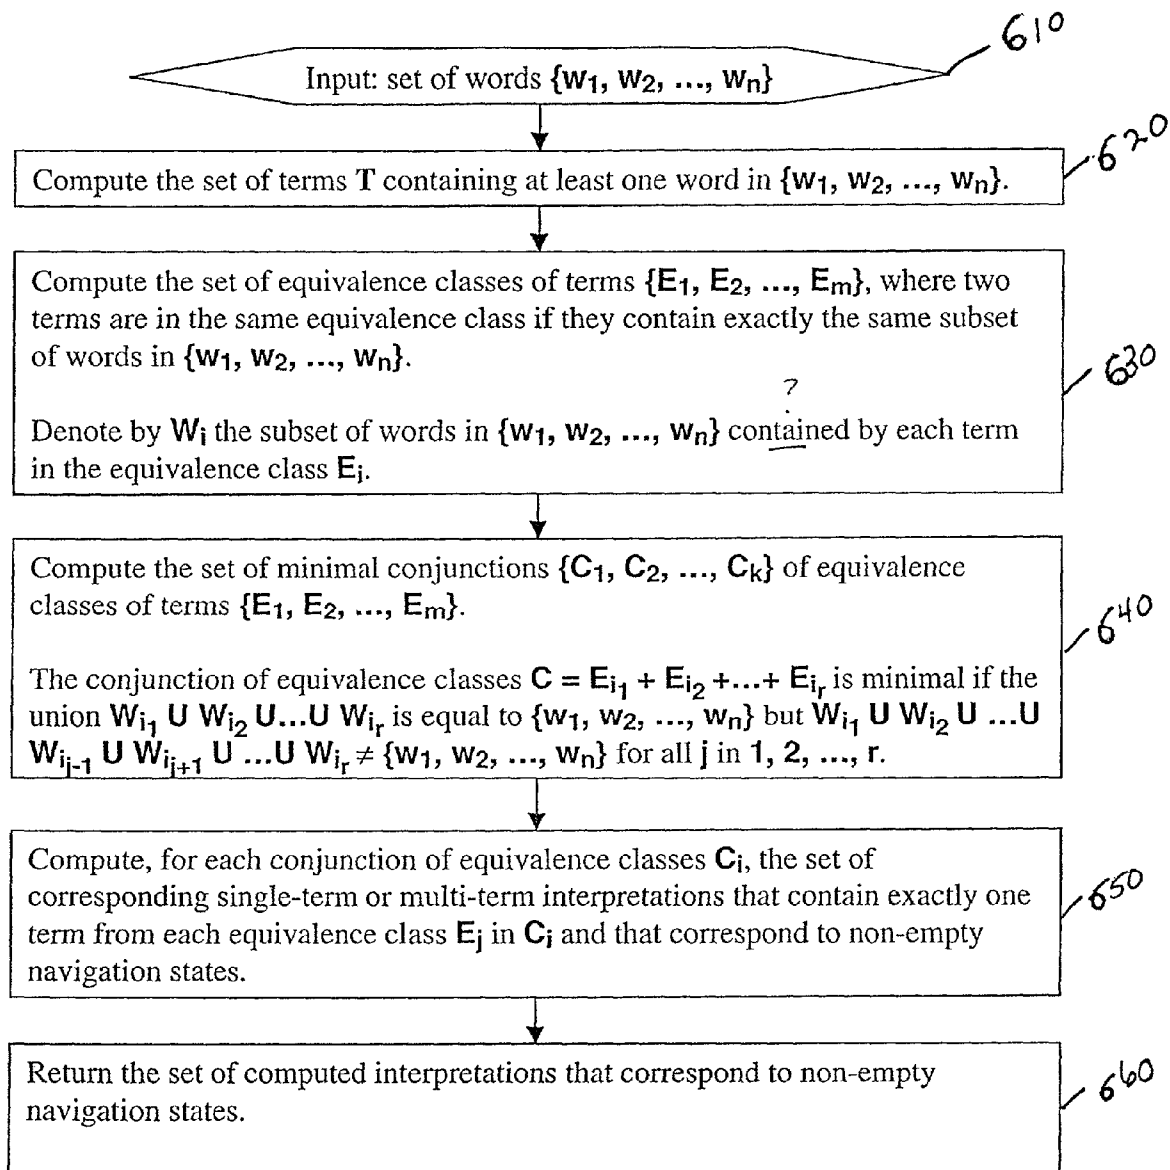 610
Input: set of words {w1, w2, ..., wn}
620
Compute the set of terms T containing at least one word in {w1, w2, ..., wn}.
Compute the set of equivalence classes of terms {E1, E2, ..., Em}, where two
terms are in the same equivalence class if they contain exactly the same subset
of words in {w1, w2, ..., wn}.
630
?
Denote by Wi the subset of words in {w1, w2, ..., wn} contained by each term
in the equivalence class Ei.
Compute the set of minimal conjunctions {C1, C2, ..., Ck} of equivalence
classes of terms {E1, E2, ..., Em}.
640
The conjunction of equivalence classes C = Ei1 + Ei2 +...+ Eir is minimal if the
union Wi1 U Wi2 U...U Wir is equal to {w1, w2, ..., wn} but Wi1 U Wi2 U ...U
Wij-1 U Wij+1 U ...U Wir ≠ {w1, w2, ..., wn} for all j in 1, 2, ..., r.
Compute, for each conjunction of equivalence classes Ci, the set of
corresponding single-term or multi-term interpretations that contain exactly one
650
term from each equivalence class Ej in Ci and that correspond to non-empty
navigation states.
Return the set of computed interpretations that correspond to non-empty
660
navigation states.